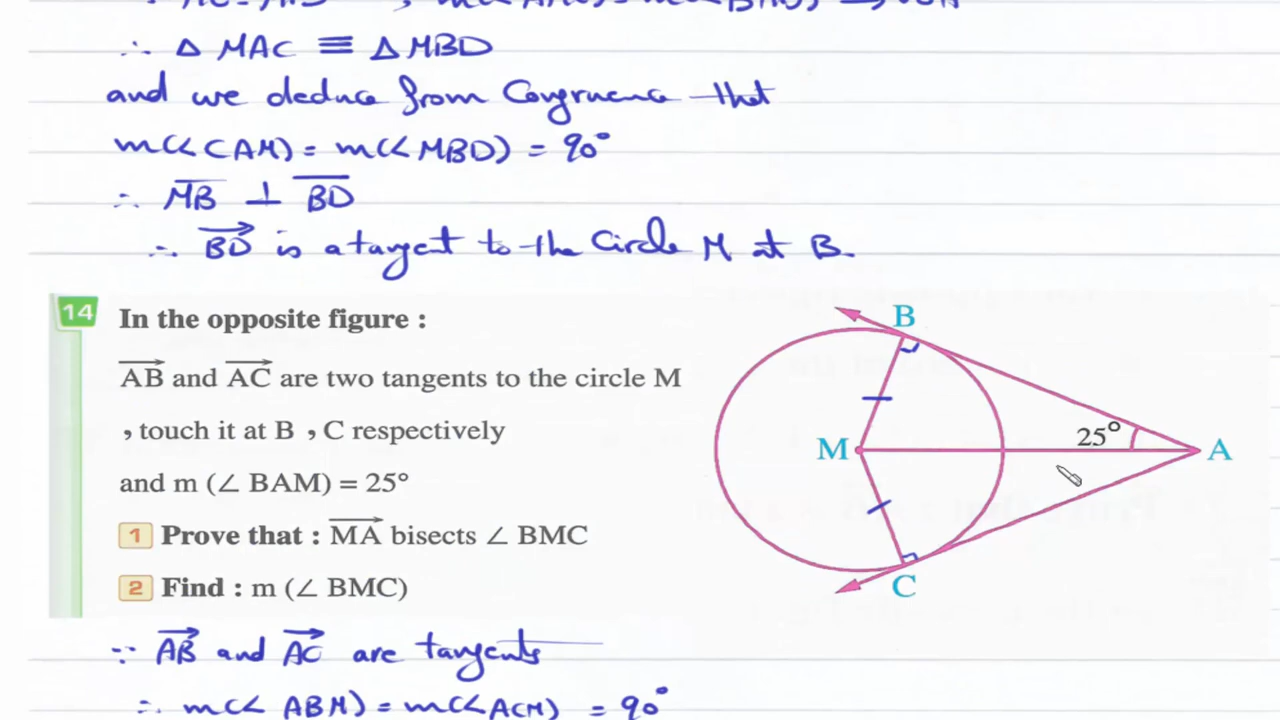 ∴ △ MAC ≡ △ MBD
and we deduce from Congruence that
m(∠CAM) = m(∠MBD) = 90°
∴ MB ⊥ BD
∴ BD is a tangent to the Circle M at B.
14 In the opposite figure :
AB and AC are two tangents to the circle M
, touch it at B , C respectively
and m (∠ BAM) = 25°
1 Prove that : MA bisects ∠ BMC
2 Find : m (∠ BMC)
B
M
25°
A
C
∵ AB and AC are tangents
∴ m(∠ ABM) = m(∠ACM) = 90°